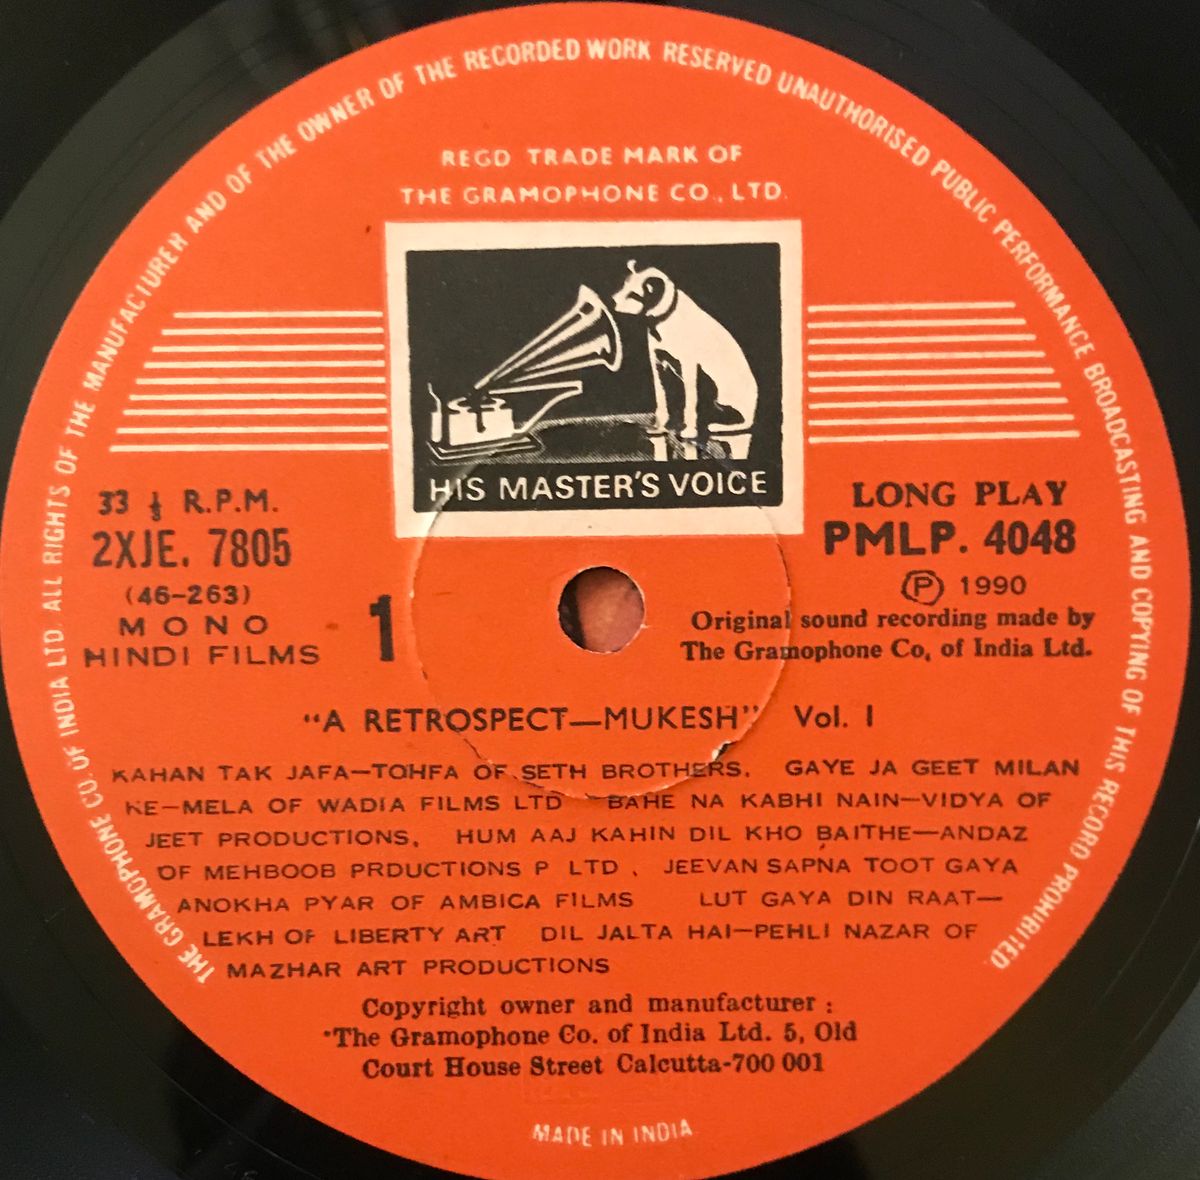 THE GRAMOPHONE CO. OF INDIA LTD. ALL RIGHTS OF THE MANUFACTURER AND OF THE OWNER OF THE RECORDED WORK RESERVED UNAUTHORISED PUBLIC PERFORMANCE BROADCASTING AND COPYING OF THIS RECORD PROHIBITED.
REGD TRADE MARK OF
THE GRAMOPHONE CO., LTD.
HIS MASTER'S VOICE
33 ⅓ R.P.M.
2XJE. 7805
(46-263)
MONO
HINDI FILMS
1
LONG PLAY
PMLP. 4048
Ⓟ 1990
Original sound recording made by
The Gramophone Co, of India Ltd.
"A RETROSPECT—MUKESH" Vol. I
KAHAN TAK JAFA—TOHFA OF SETH BROTHERS, GAYE JA GEET MILAN
KE—MELA OF WADIA FILMS LTD BAHE NA KABHI NAIN—VIDYA OF
JEET PRODUCTIONS, HUM AAJ KAHIN DIL KHO BAITHE—ANDAZ
OF MEHBOOB PRDUCTIONS P LTD, JEEVAN SAPNA TOOT GAYA
ANOKHA PYAR OF AMBICA FILMS LUT GAYA DIN RAAT—
LEKH OF LIBERTY ART DIL JALTA HAI—PEHLI NAZAR OF
MAZHAR ART PRODUCTIONS
Copyright owner and manufacturer :
The Gramophone Co. of India Ltd. 5, Old
Court House Street Calcutta-700 001
MADE IN INDIA